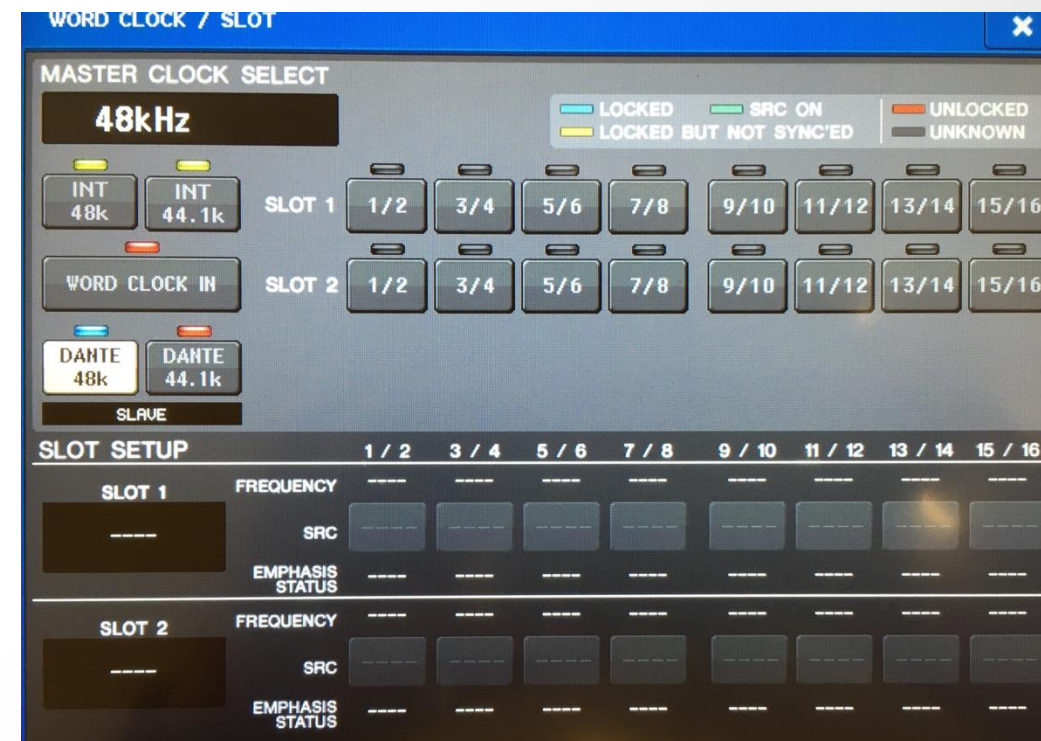 WORD CLOCK / SLOT
MASTER CLOCK SELECT
48kHz
LOCKED SRC ON UNLOCKED
LOCKED BUT NOT SYNC'ED UNKNOWN
INT 48k
INT 44.1k
SLOT 1 1/2 3/4 5/6 7/8 9/10 11/12 13/14 15/16
WORD CLOCK IN
SLOT 2 1/2 3/4 5/6 7/8 9/10 11/12 13/14 15/16
DANTE 48k
DANTE 44.1k
SLAVE
SLOT SETUP 1 / 2 3 / 4 5 / 6 7 / 8 9 / 10 11 / 12 13 / 14 15 / 16
SLOT 1
----
FREQUENCY ---- ---- ---- ---- ---- ---- ---- ----
SRC ---- ---- ---- ---- ---- ---- ---- ----
EMPHASIS STATUS ---- ---- ---- ---- ---- ---- ---- ----
SLOT 2
----
FREQUENCY ---- ---- ---- ---- ---- ---- ---- ----
SRC ---- ---- ---- ---- ---- ---- ---- ----
EMPHASIS STATUS ---- ---- ---- ---- ---- ---- ---- ----